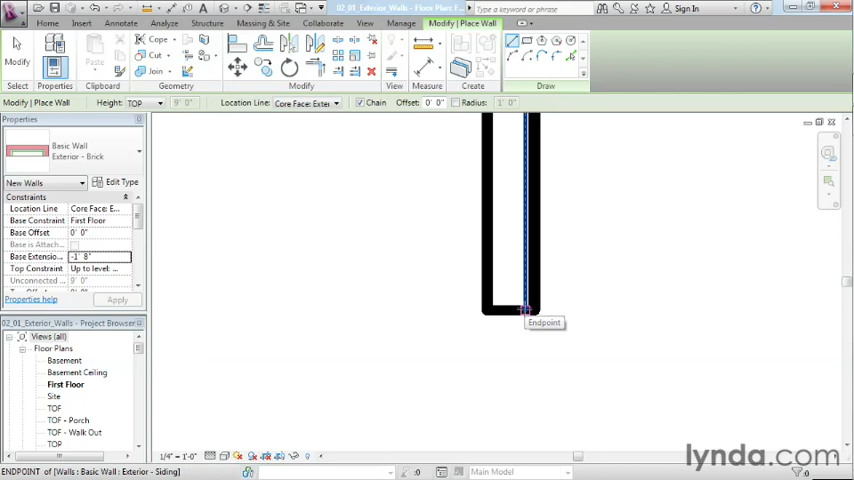 02_01_Exterior_Walls - Floor Plan: F...
Type a keyword or phrase
Sign In
Home
Insert
Annotate
Analyze
Structure
Massing & Site
Collaborate
View
Manage
Modify | Place Wall
Modify
Paste
Cope
Cut
Join
Select
Properties
Clipboard
Geometry
Modify
View
Measure
Create
Draw
Modify | Place Wall
Height: TOP
9' 0"
Location Line: Core Face: Exter
Chain
Offset: 0' 0"
Radius: 1' 0"
Properties
Basic Wall
Exterior - Brick
New Walls
Edit Type
Constraints
Location Line Core Face: E...
Base Constraint First Floor
Base Offset 0' 0"
Base is Attach...
Base Extensio... -1' 8"
Top Constraint Up to level: ...
Unconnected ... 9' 0"
Properties help
Apply
02_01_Exterior_Walls - Project Browser
Views (all)
Floor Plans
Basement
Basement Ceiling
First Floor
Site
TOF
TOF - Porch
TOF - Walk Out
TOP
Endpoint
1/4" = 1'-0"
lynda.com
ENDPOINT of [Walls : Basic Wall : Exterior - Siding]
:0
Main Model
:0